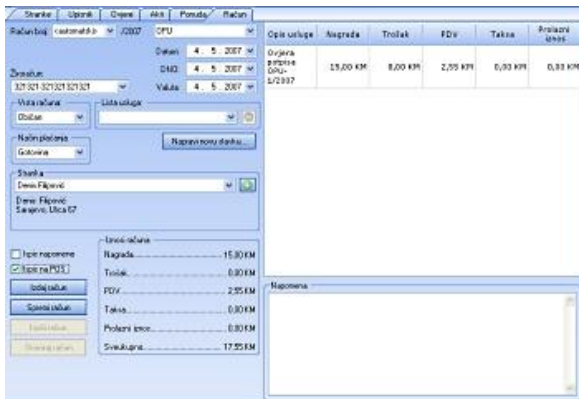 Stranke Upisnik Ovjere Akti Ponuda Račun
Račun broj: <automatski> /2007 OPU
Datum: 4. 5. 2007
Žiroračun: DNO: 4. 5. 2007
321321-321321321321 Valuta: 4. 5. 2007
Vrsta računa Lista usluga
Običan
Način plaćanja
Gotovina Napravi novu stavku...
Stranka
Denis Filipović
Denis Filipović
Sarajevo, Ulica 67
Ispis napomene
Ispis na POS
Izdaj račun
Spremi račun
Iznosi računa
Nagrada 15,00 KM
Trošak 0,00 KM
PDV 2,55 KM
Taksa 0,00 KM
Prolazni iznos 0,00 KM
Sveukupno 17,55 KM
Opis usluge Nagrada Trošak PDV Taksa Prolazni iznos
Ovjera potpisa OPU-1/2007 15,00 KM 0,00 KM 2,55 KM 0,00 KM 0,00 KM
Napomena